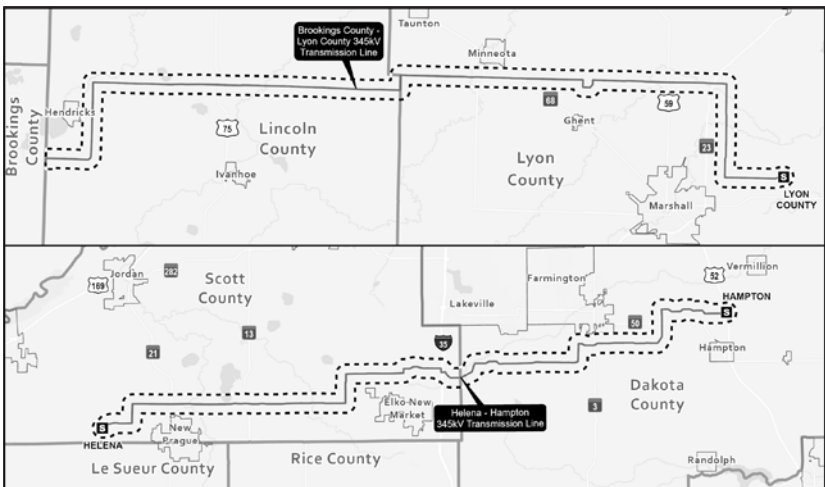 Taunton
Brookings County -
Lyon County 345kV
Transmission Line
Minneota
Brookings
County
Hendricks
75
Lincoln
County
Ivanhoe
68
59
Ghent
Lyon
County
23
Marshall
S
LYON
COUNTY
Jordan
169
282
Scott
County
13
21
Lakeville
Farmington
52
Vermillion
HAMPTON
S
50
35
Hampton
Dakota
County
Elko New
Market
Helena - Hampton
345kV Transmission Line
3
S
HELENA
New
Prague
Le Sueur County
Rice County
Randolph